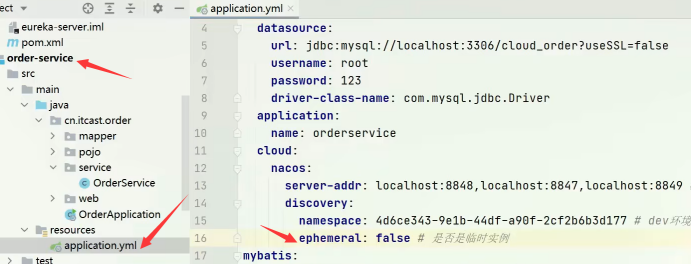 ect
eureka-server.iml
pom.xml
order-service
src
main
java
cn.itcast.order
mapper
pojo
service
OrderService
web
OrderApplication
resources
application.yml
test
application.yml
4 datasource:
5 url: jdbc:mysql://localhost:3306/cloud_order?useSSL=false
6 username: root
7 password: 123
8 driver-class-name: com.mysql.jdbc.Driver
9 application:
10 name: orderservice
11 cloud:
12 nacos:
13 server-addr: localhost:8848,localhost:8847,localhost:8849
14 discovery:
15 namespace: 4d6ce343-9e1b-44df-a90f-2cf2b6b3d177 # dev环境
16 ephemeral: false # 是否是临时实例
17 mybatis: